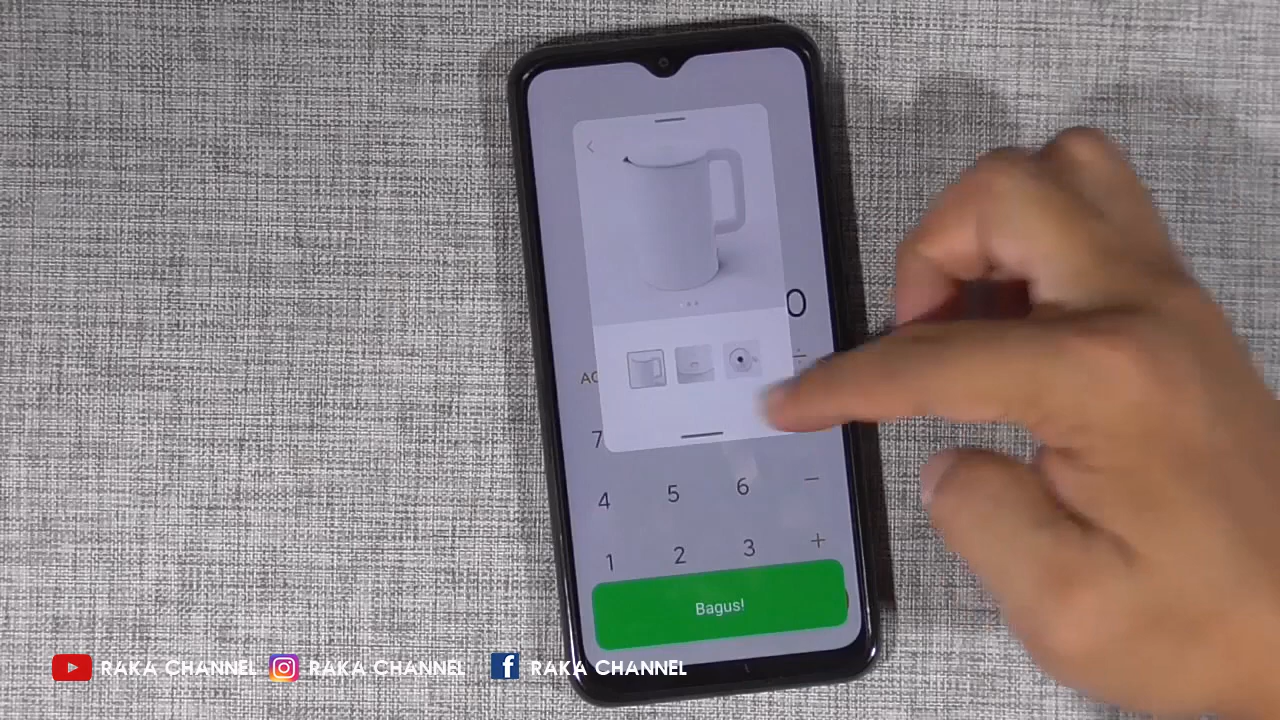 0
AC
7
4 5 6 −
1 2 3 +
Bagus!
RAKA CHANNEL RAKA CHANNEL f RAKA CHANNEL